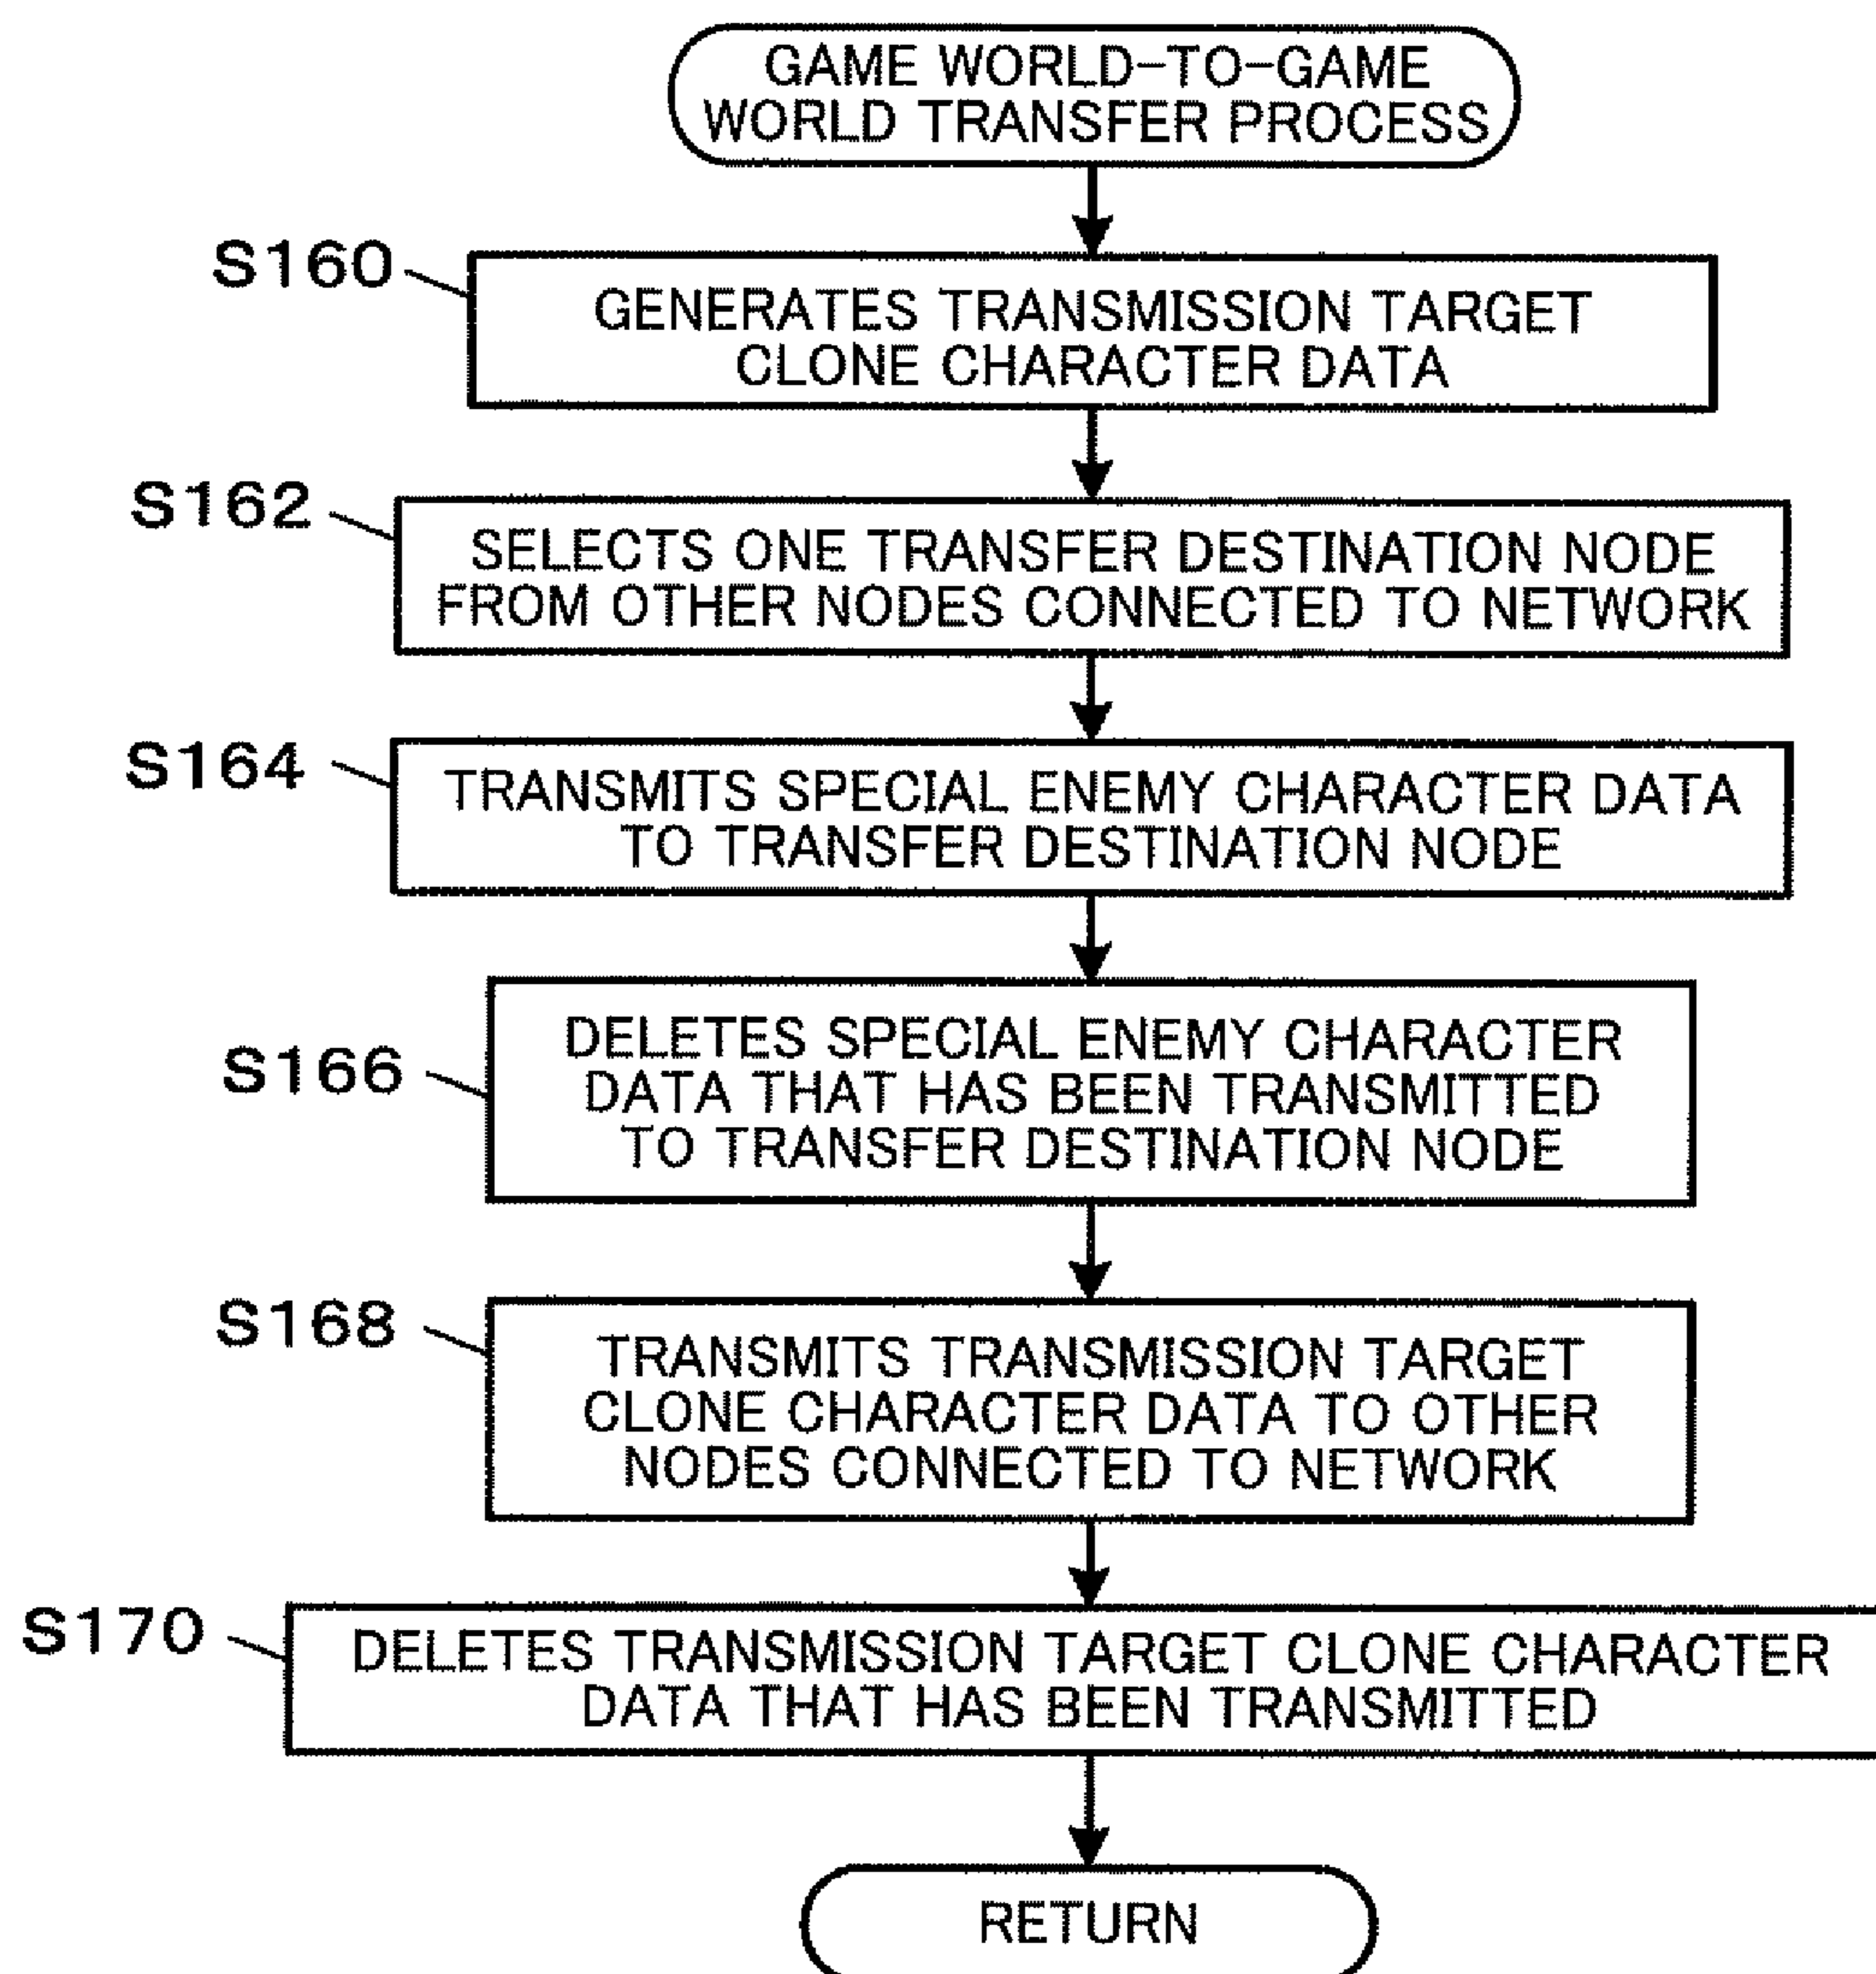 GAME WORLD-TO-GAME
WORLD TRANSFER PROCESS
S160
GENERATES TRANSMISSION TARGET
CLONE CHARACTER DATA
S162
SELECTS ONE TRANSFER DESTINATION NODE
FROM OTHER NODES CONNECTED TO NETWORK
S164
TRANSMITS SPECIAL ENEMY CHARACTER DATA
TO TRANSFER DESTINATION NODE
S166
DELETES SPECIAL ENEMY CHARACTER
DATA THAT HAS BEEN TRANSMITTED
TO TRANSFER DESTINATION NODE
S168
TRANSMITS TRANSMISSION TARGET
CLONE CHARACTER DATA TO OTHER
NODES CONNECTED TO NETWORK
S170
DELETES TRANSMISSION TARGET CLONE CHARACTER
DATA THAT HAS BEEN TRANSMITTED
RETURN